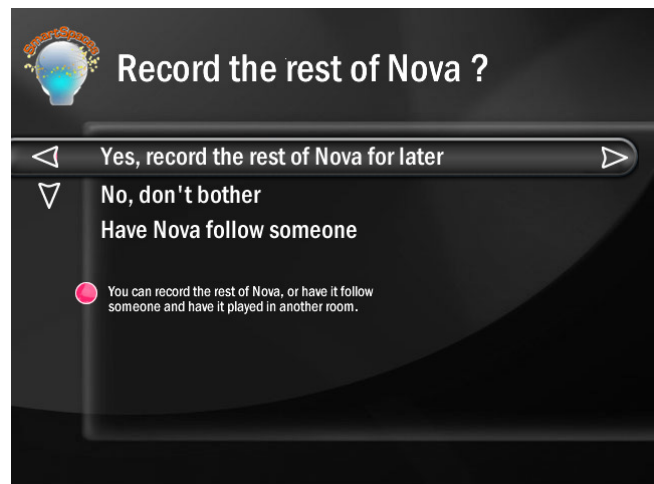 SmartSpaces
Record the rest of Nova ?
Yes, record the rest of Nova for later
No, don't bother
Have Nova follow someone
You can record the rest of Nova, or have it follow
someone and have it played in another room.